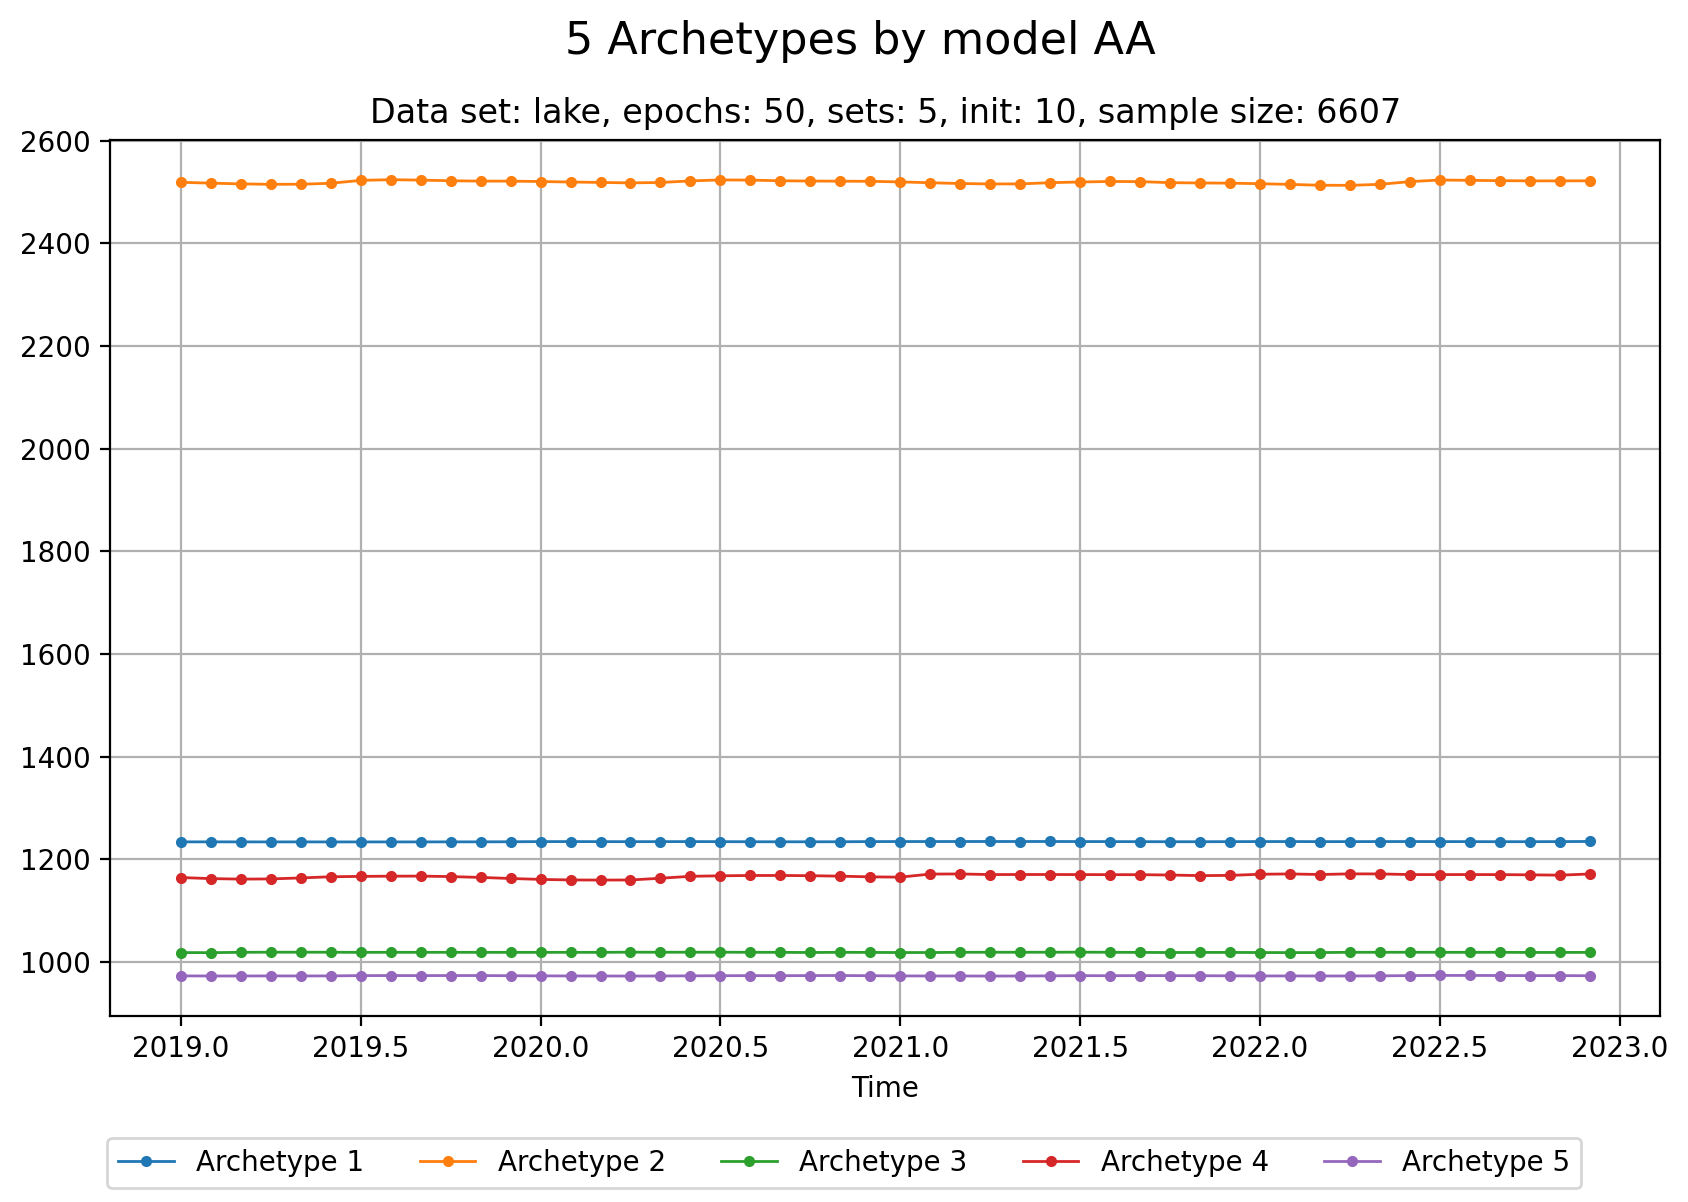 5 Archetypes by model AA
Data set: lake, epochs: 50, sets: 5, init: 10, sample size: 6607
2600
2400
2200
2000
1800
1600
1400
1200
1000
2019.0 2019.5 2020.0 2020.5 2021.0 2021.5 2022.0 2022.5 2023.0
Time
Archetype 1 Archetype 2 Archetype 3 Archetype 4 Archetype 5